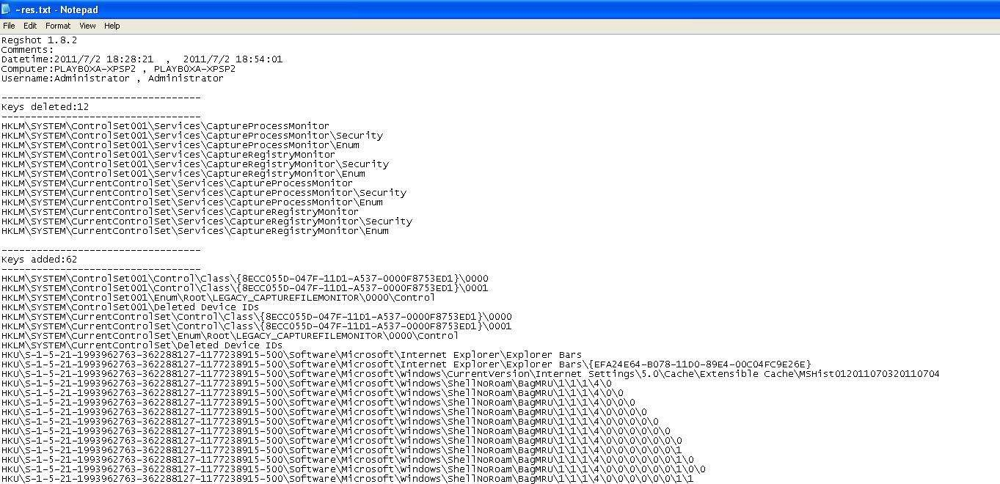 ~res.txt - Notepad
File Edit Format View Help
Regshot 1.8.2
Comments:
Datetime:2011/7/2 18:28:21 , 2011/7/2 18:54:01
Computer:PLAYB0XA-XPSP2 , PLAYB0XA-XPSP2
Username:Administrator , Administrator
----------------------------------
Keys deleted:12
----------------------------------
HKLM\SYSTEM\ControlSet001\Services\CaptureProcessMonitor
HKLM\SYSTEM\ControlSet001\Services\CaptureProcessMonitor\Security
HKLM\SYSTEM\ControlSet001\Services\CaptureProcessMonitor\Enum
HKLM\SYSTEM\ControlSet001\Services\CaptureRegistryMonitor
HKLM\SYSTEM\ControlSet001\Services\CaptureRegistryMonitor\Security
HKLM\SYSTEM\ControlSet001\Services\CaptureRegistryMonitor\Enum
HKLM\SYSTEM\CurrentControlSet\Services\CaptureProcessMonitor
HKLM\SYSTEM\CurrentControlSet\Services\CaptureProcessMonitor\Security
HKLM\SYSTEM\CurrentControlSet\Services\CaptureProcessMonitor\Enum
HKLM\SYSTEM\CurrentControlSet\Services\CaptureRegistryMonitor
HKLM\SYSTEM\CurrentControlSet\Services\CaptureRegistryMonitor\Security
HKLM\SYSTEM\CurrentControlSet\Services\CaptureRegistryMonitor\Enum
----------------------------------
Keys added:62
----------------------------------
HKLM\SYSTEM\ControlSet001\Control\Class\{8ECC055D-047F-11D1-A537-0000F8753ED1}\0000
HKLM\SYSTEM\ControlSet001\Control\Class\{8ECC055D-047F-11D1-A537-0000F8753ED1}\0001
HKLM\SYSTEM\ControlSet001\Enum\Root\LEGACY_CAPTUREFILEMONITOR\0000\Control
HKLM\SYSTEM\ControlSet001\Deleted Device IDs
HKLM\SYSTEM\CurrentControlSet\Control\Class\{8ECC055D-047F-11D1-A537-0000F8753ED1}\0000
HKLM\SYSTEM\CurrentControlSet\Control\Class\{8ECC055D-047F-11D1-A537-0000F8753ED1}\0001
HKLM\SYSTEM\CurrentControlSet\Enum\Root\LEGACY_CAPTUREFILEMONITOR\0000\Control
HKLM\SYSTEM\CurrentControlSet\Deleted Device IDs
HKU\S-1-5-21-1993962763-362288127-1177238915-500\Software\Microsoft\Internet Explorer\Explorer Bars
HKU\S-1-5-21-1993962763-362288127-1177238915-500\Software\Microsoft\Internet Explorer\Explorer Bars\{EFA24E64-B078-11D0-89E4-00C04FC9E26E}
HKU\S-1-5-21-1993962763-362288127-1177238915-500\Software\Microsoft\Windows\CurrentVersion\Internet Settings\5.0\Cache\Extensible Cache\MSHist012011070320110704
HKU\S-1-5-21-1993962763-362288127-1177238915-500\Software\Microsoft\Windows\ShellNoRoam\BagMRU\1\1\1\4\0
HKU\S-1-5-21-1993962763-362288127-1177238915-500\Software\Microsoft\Windows\ShellNoRoam\BagMRU\1\1\1\4\0\0
HKU\S-1-5-21-1993962763-362288127-1177238915-500\Software\Microsoft\Windows\ShellNoRoam\BagMRU\1\1\1\4\0\0\0
HKU\S-1-5-21-1993962763-362288127-1177238915-500\Software\Microsoft\Windows\ShellNoRoam\BagMRU\1\1\1\4\0\0\0\0
HKU\S-1-5-21-1993962763-362288127-1177238915-500\Software\Microsoft\Windows\ShellNoRoam\BagMRU\1\1\1\4\0\0\0\0\0
HKU\S-1-5-21-1993962763-362288127-1177238915-500\Software\Microsoft\Windows\ShellNoRoam\BagMRU\1\1\1\4\0\0\0\0\0\0
HKU\S-1-5-21-1993962763-362288127-1177238915-500\Software\Microsoft\Windows\ShellNoRoam\BagMRU\1\1\1\4\0\0\0\0\0\0\0
HKU\S-1-5-21-1993962763-362288127-1177238915-500\Software\Microsoft\Windows\ShellNoRoam\BagMRU\1\1\1\4\0\0\0\0\0\0\1
HKU\S-1-5-21-1993962763-362288127-1177238915-500\Software\Microsoft\Windows\ShellNoRoam\BagMRU\1\1\1\4\0\0\0\0\0\0\1\0
HKU\S-1-5-21-1993962763-362288127-1177238915-500\Software\Microsoft\Windows\ShellNoRoam\BagMRU\1\1\1\4\0\0\0\0\0\0\1\0\0
HKU\S-1-5-21-1993962763-362288127-1177238915-500\Software\Microsoft\Windows\ShellNoRoam\BagMRU\1\1\1\4\0\0\0\0\0\0\1\1